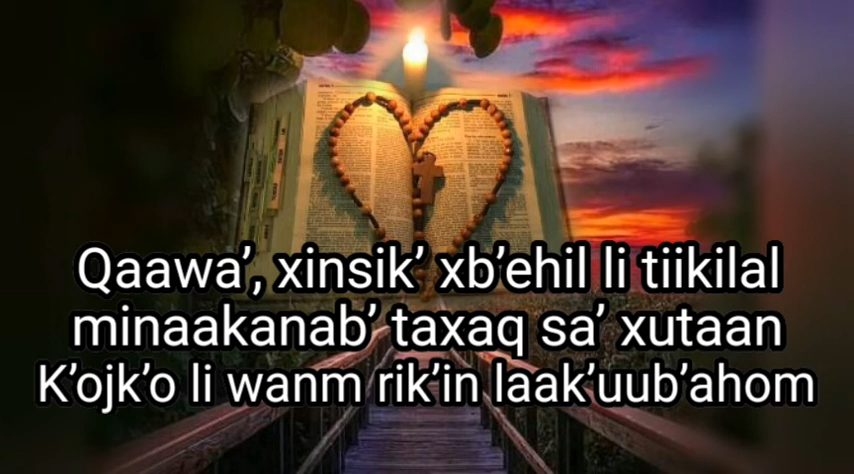 Qaawa’, xinsik’ xb’ehil li tiikilal
minaakanab’ taxaq sa’ xutaan
K’ojk’o li wanm rik’in laak’uub’ahom